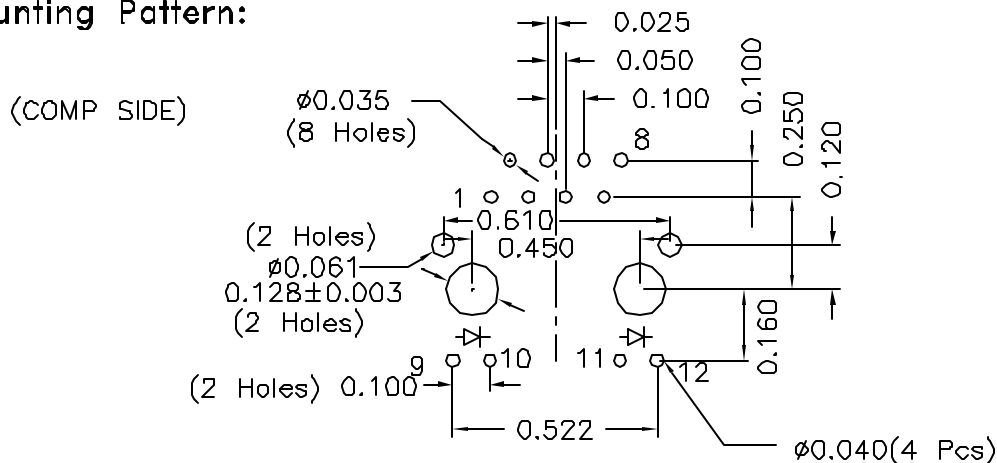 unting Pattern:
0.025
0.050
(COMP SIDE)
ø0.035
0.100
0.100
(8 Holes)
8
0.250
0.120
1
0.610
(2 Holes)
0.450
ø0.061
0.128±0.003
(2 Holes)
0.160
9
10
11
12
(2 Holes) 0.100
0.522
ø0.040(4 Pcs)